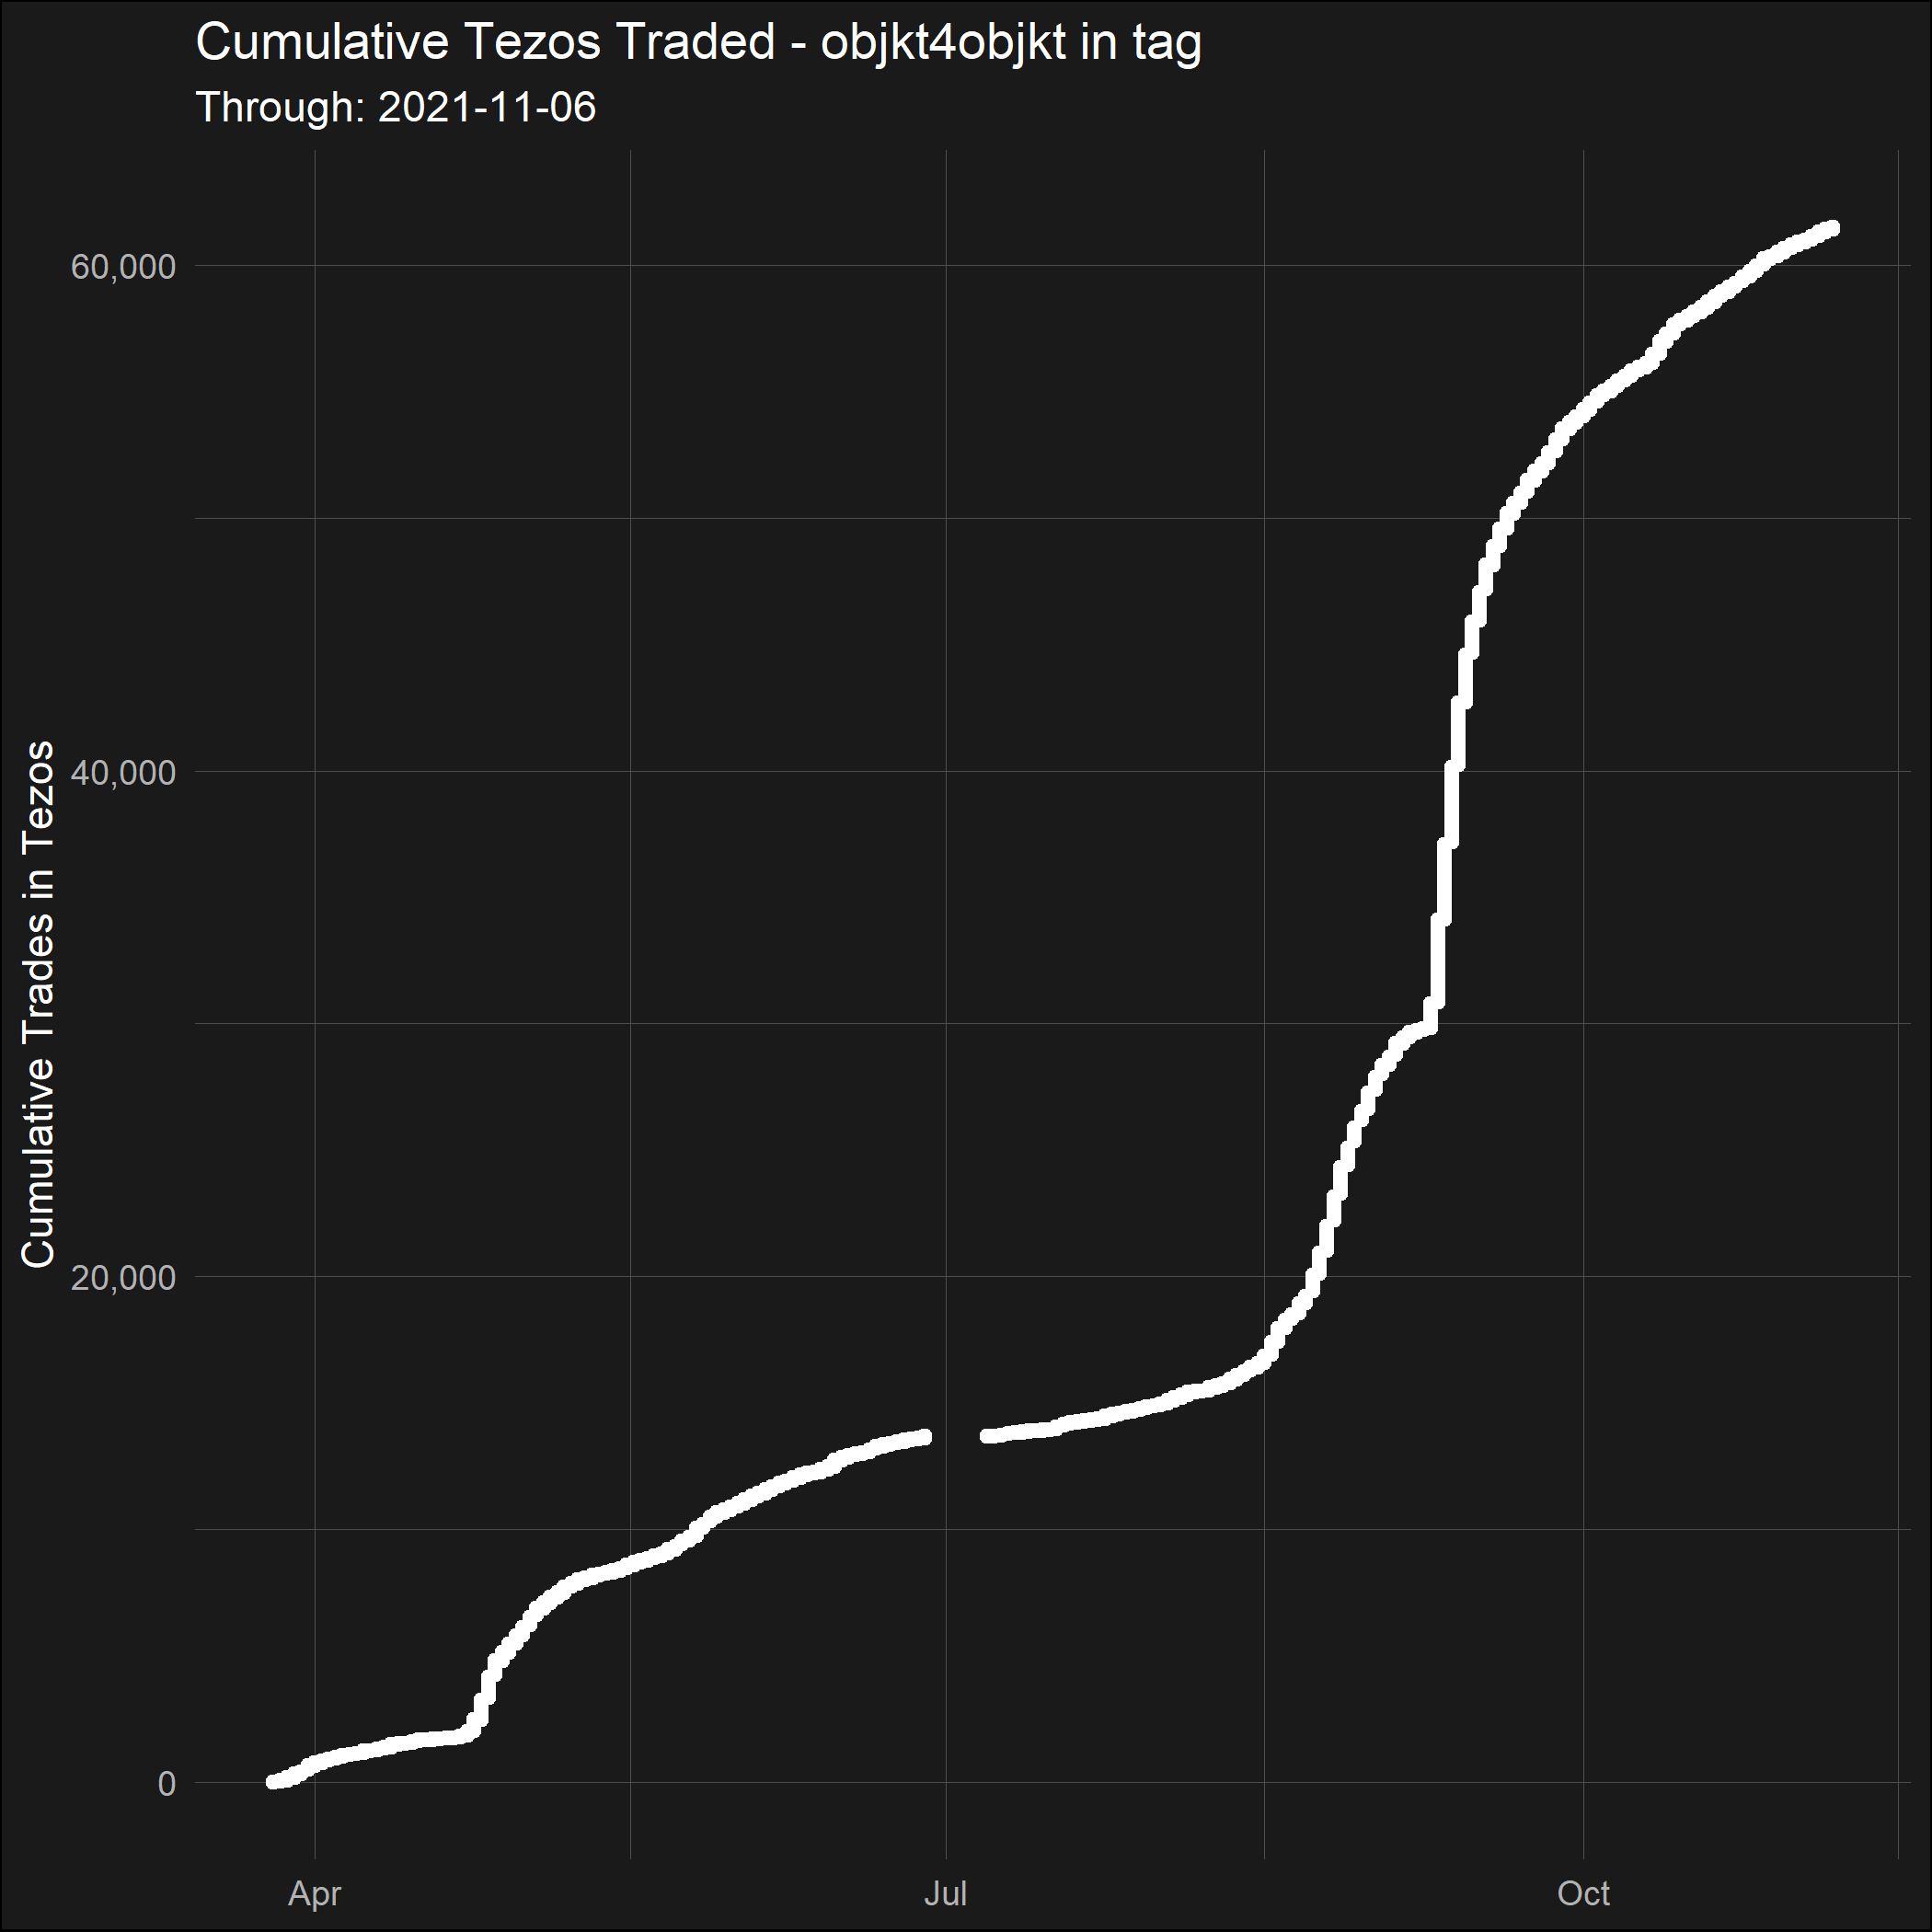 Cumulative Tezos Traded - objkt4objkt in tag
Through: 2021-11-06
Cumulative Trades in Tezos
60,000
40,000
20,000
0
Apr
Jul
Oct